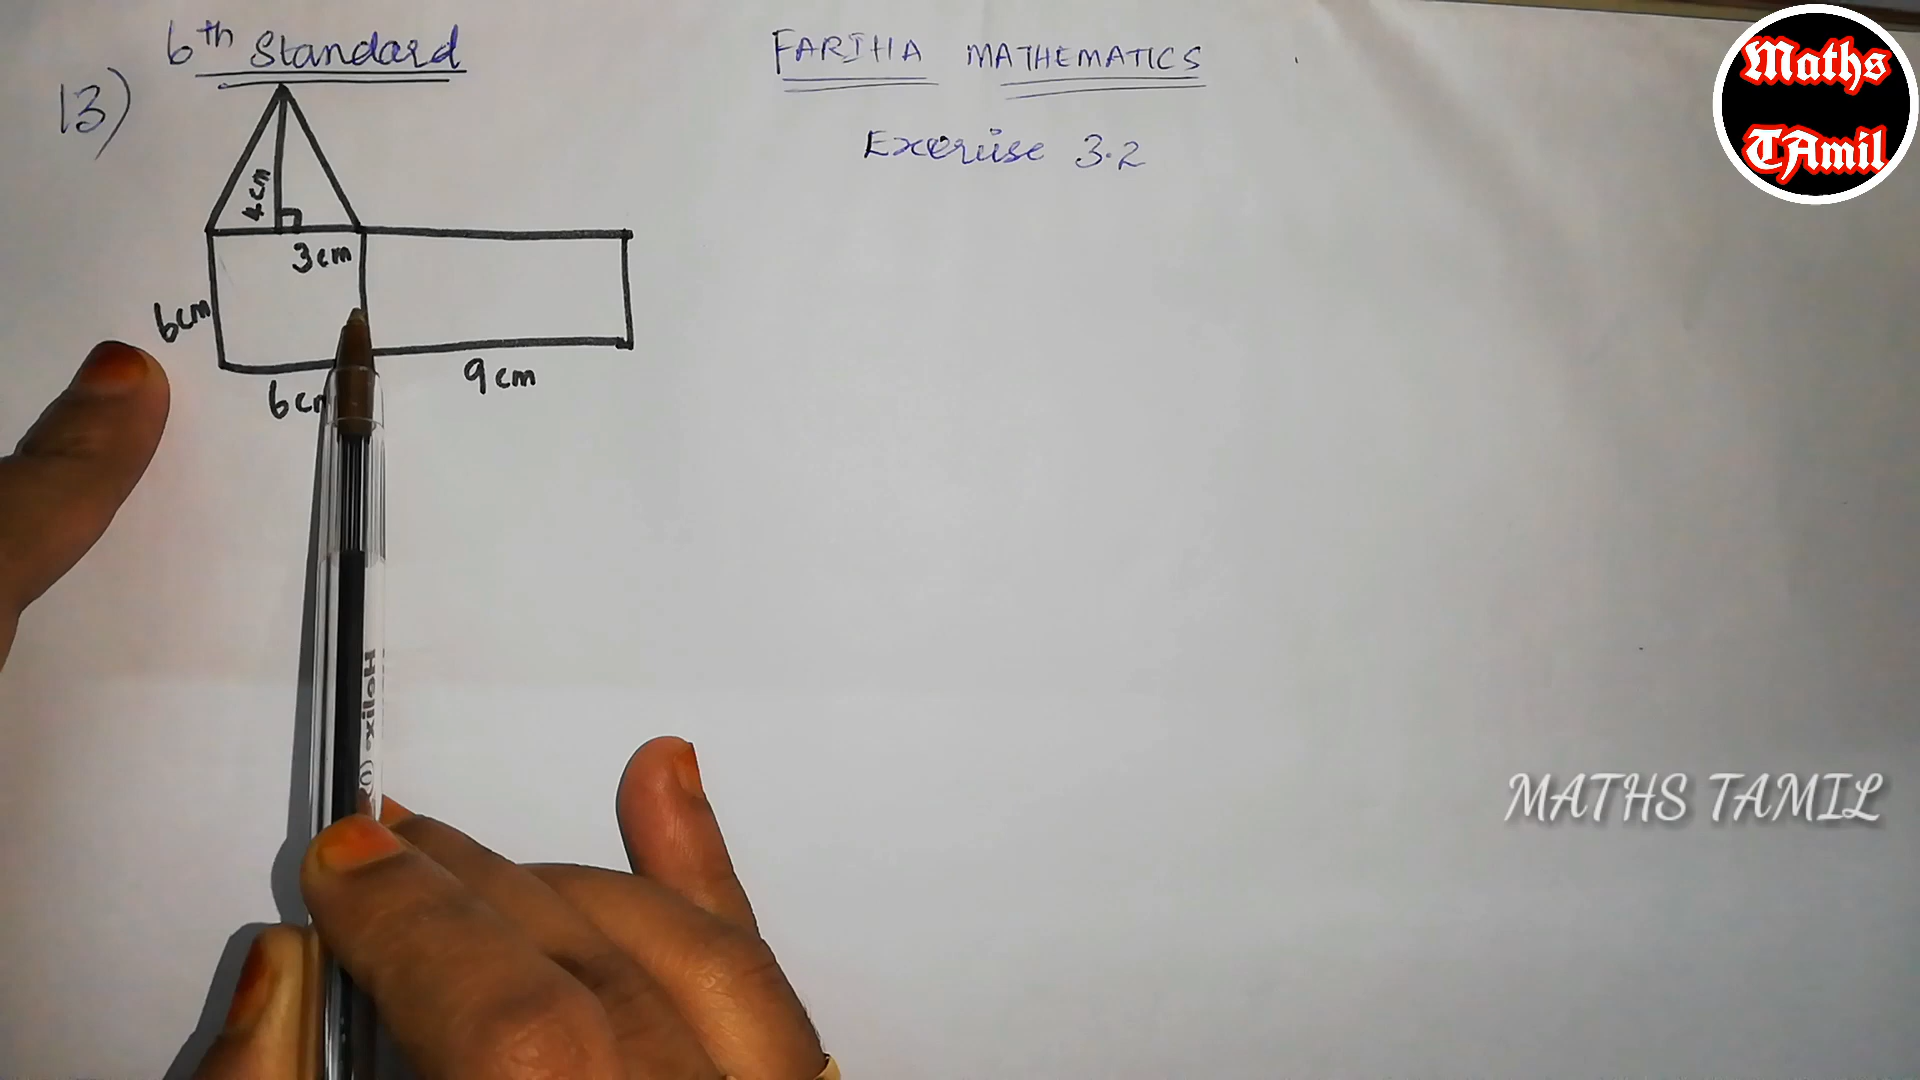 6th Standard
FARIHA MATHEMATICS
Maths
TAmil
13)
Exercise 3.2
4cm
3cm
6cm
9cm
6cm
Helix
MATHS TAMIL